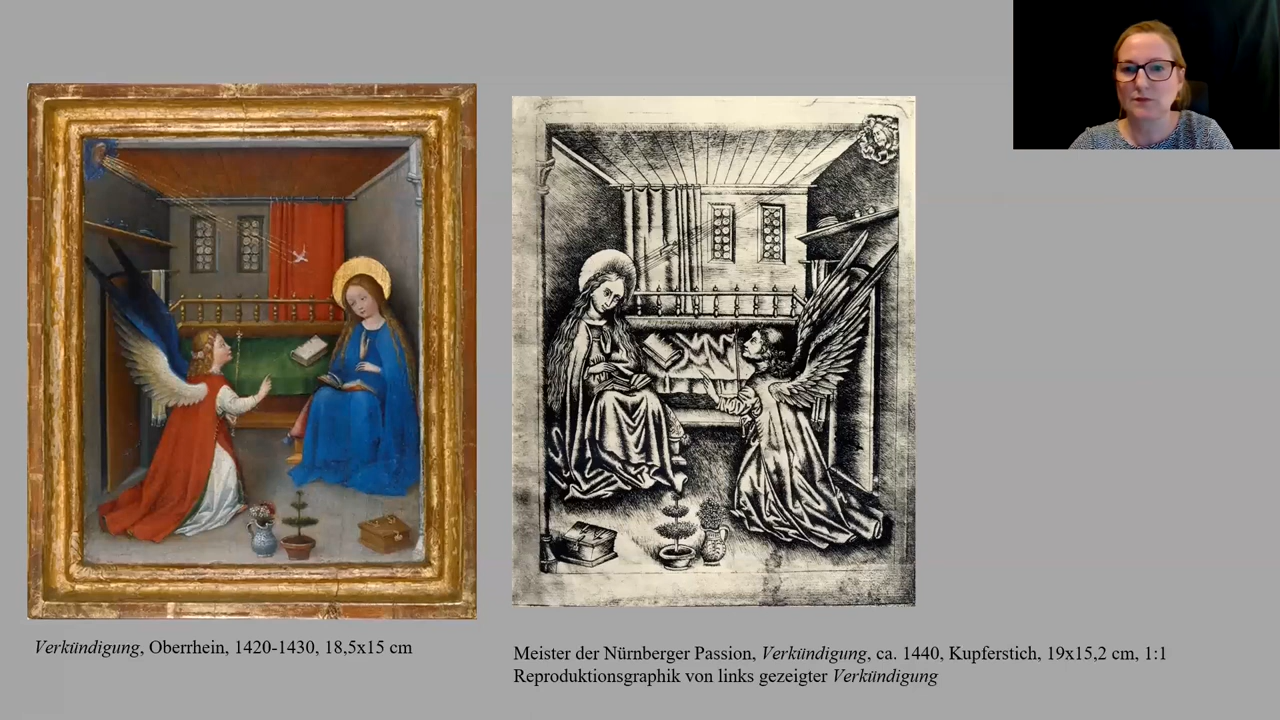 Verkündigung, Oberrhein, 1420-1430, 18,5x15 cm
Meister der Nürnberger Passion, Verkündigung, ca. 1440, Kupferstich, 19x15,2 cm, 1:1
Reproduktionsgraphik von links gezeigter Verkündigung